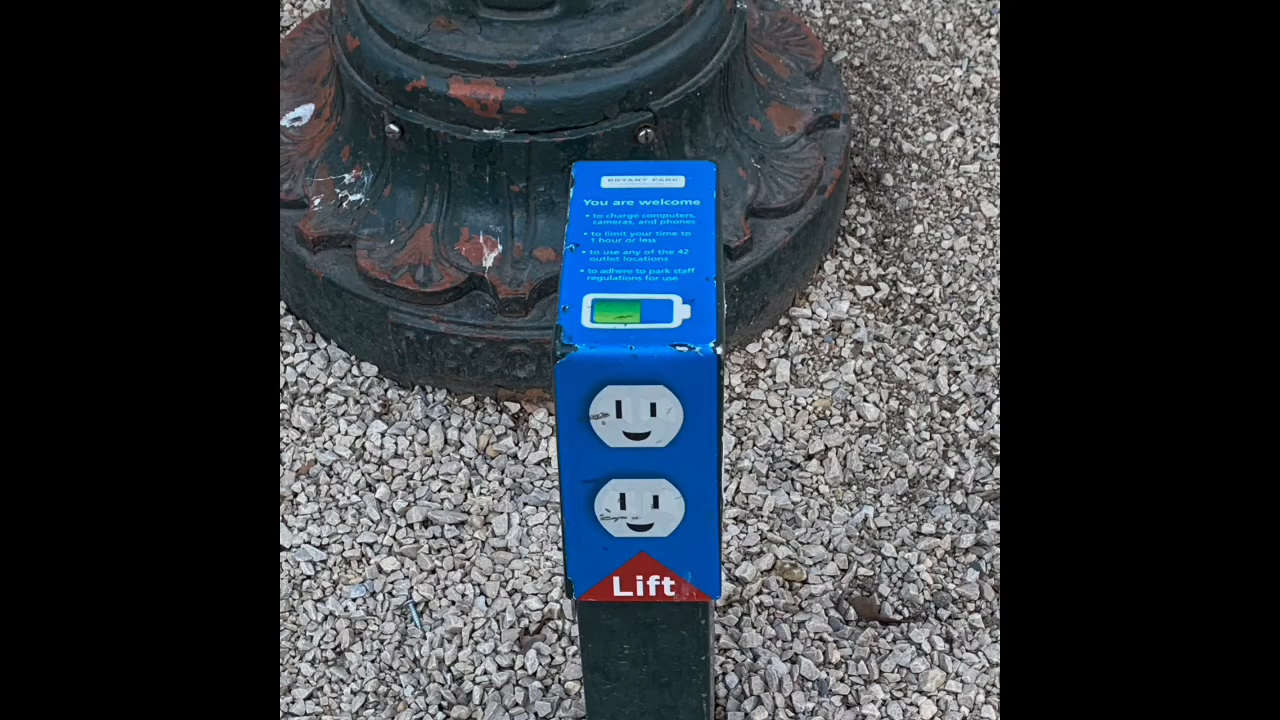 BRYANT PARK
You are welcome
• to charge computers,
cameras, and phones
• to limit your time to
1 hour or less
• to use any of the 42
outlet locations
• to adhere to park staff
regulations for use
Lift